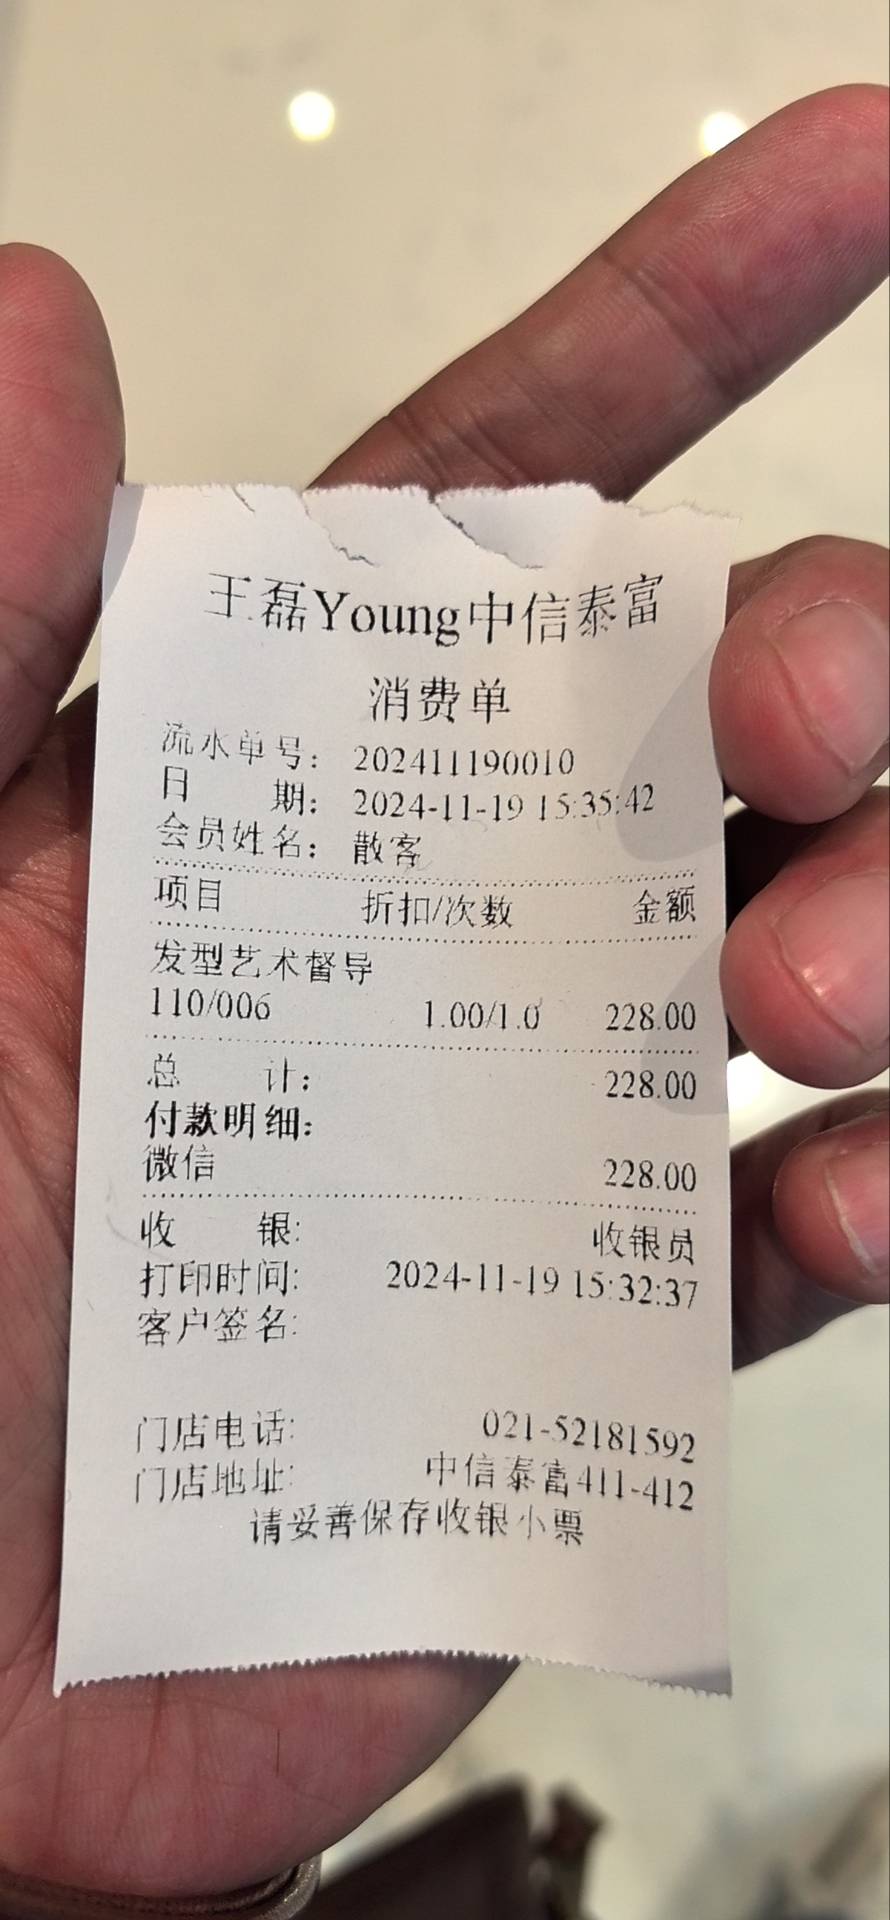 王磊Young中信泰富
消费单
流水单号: 202411190010
日 期: 2024-11-19 15:35:42
会员姓名: 散客
项目 折扣/次数 金额
发型艺术督导
110/006 1.00/1.0 228.00
总 计: 228.00
付款明细:
微信 228.00
收 银: 收银员
打印时间: 2024-11-19 15:32:37
客户签名:
门店电话: 021-52181592
门店地址: 中信泰富411-412
请妥善保存收银小票